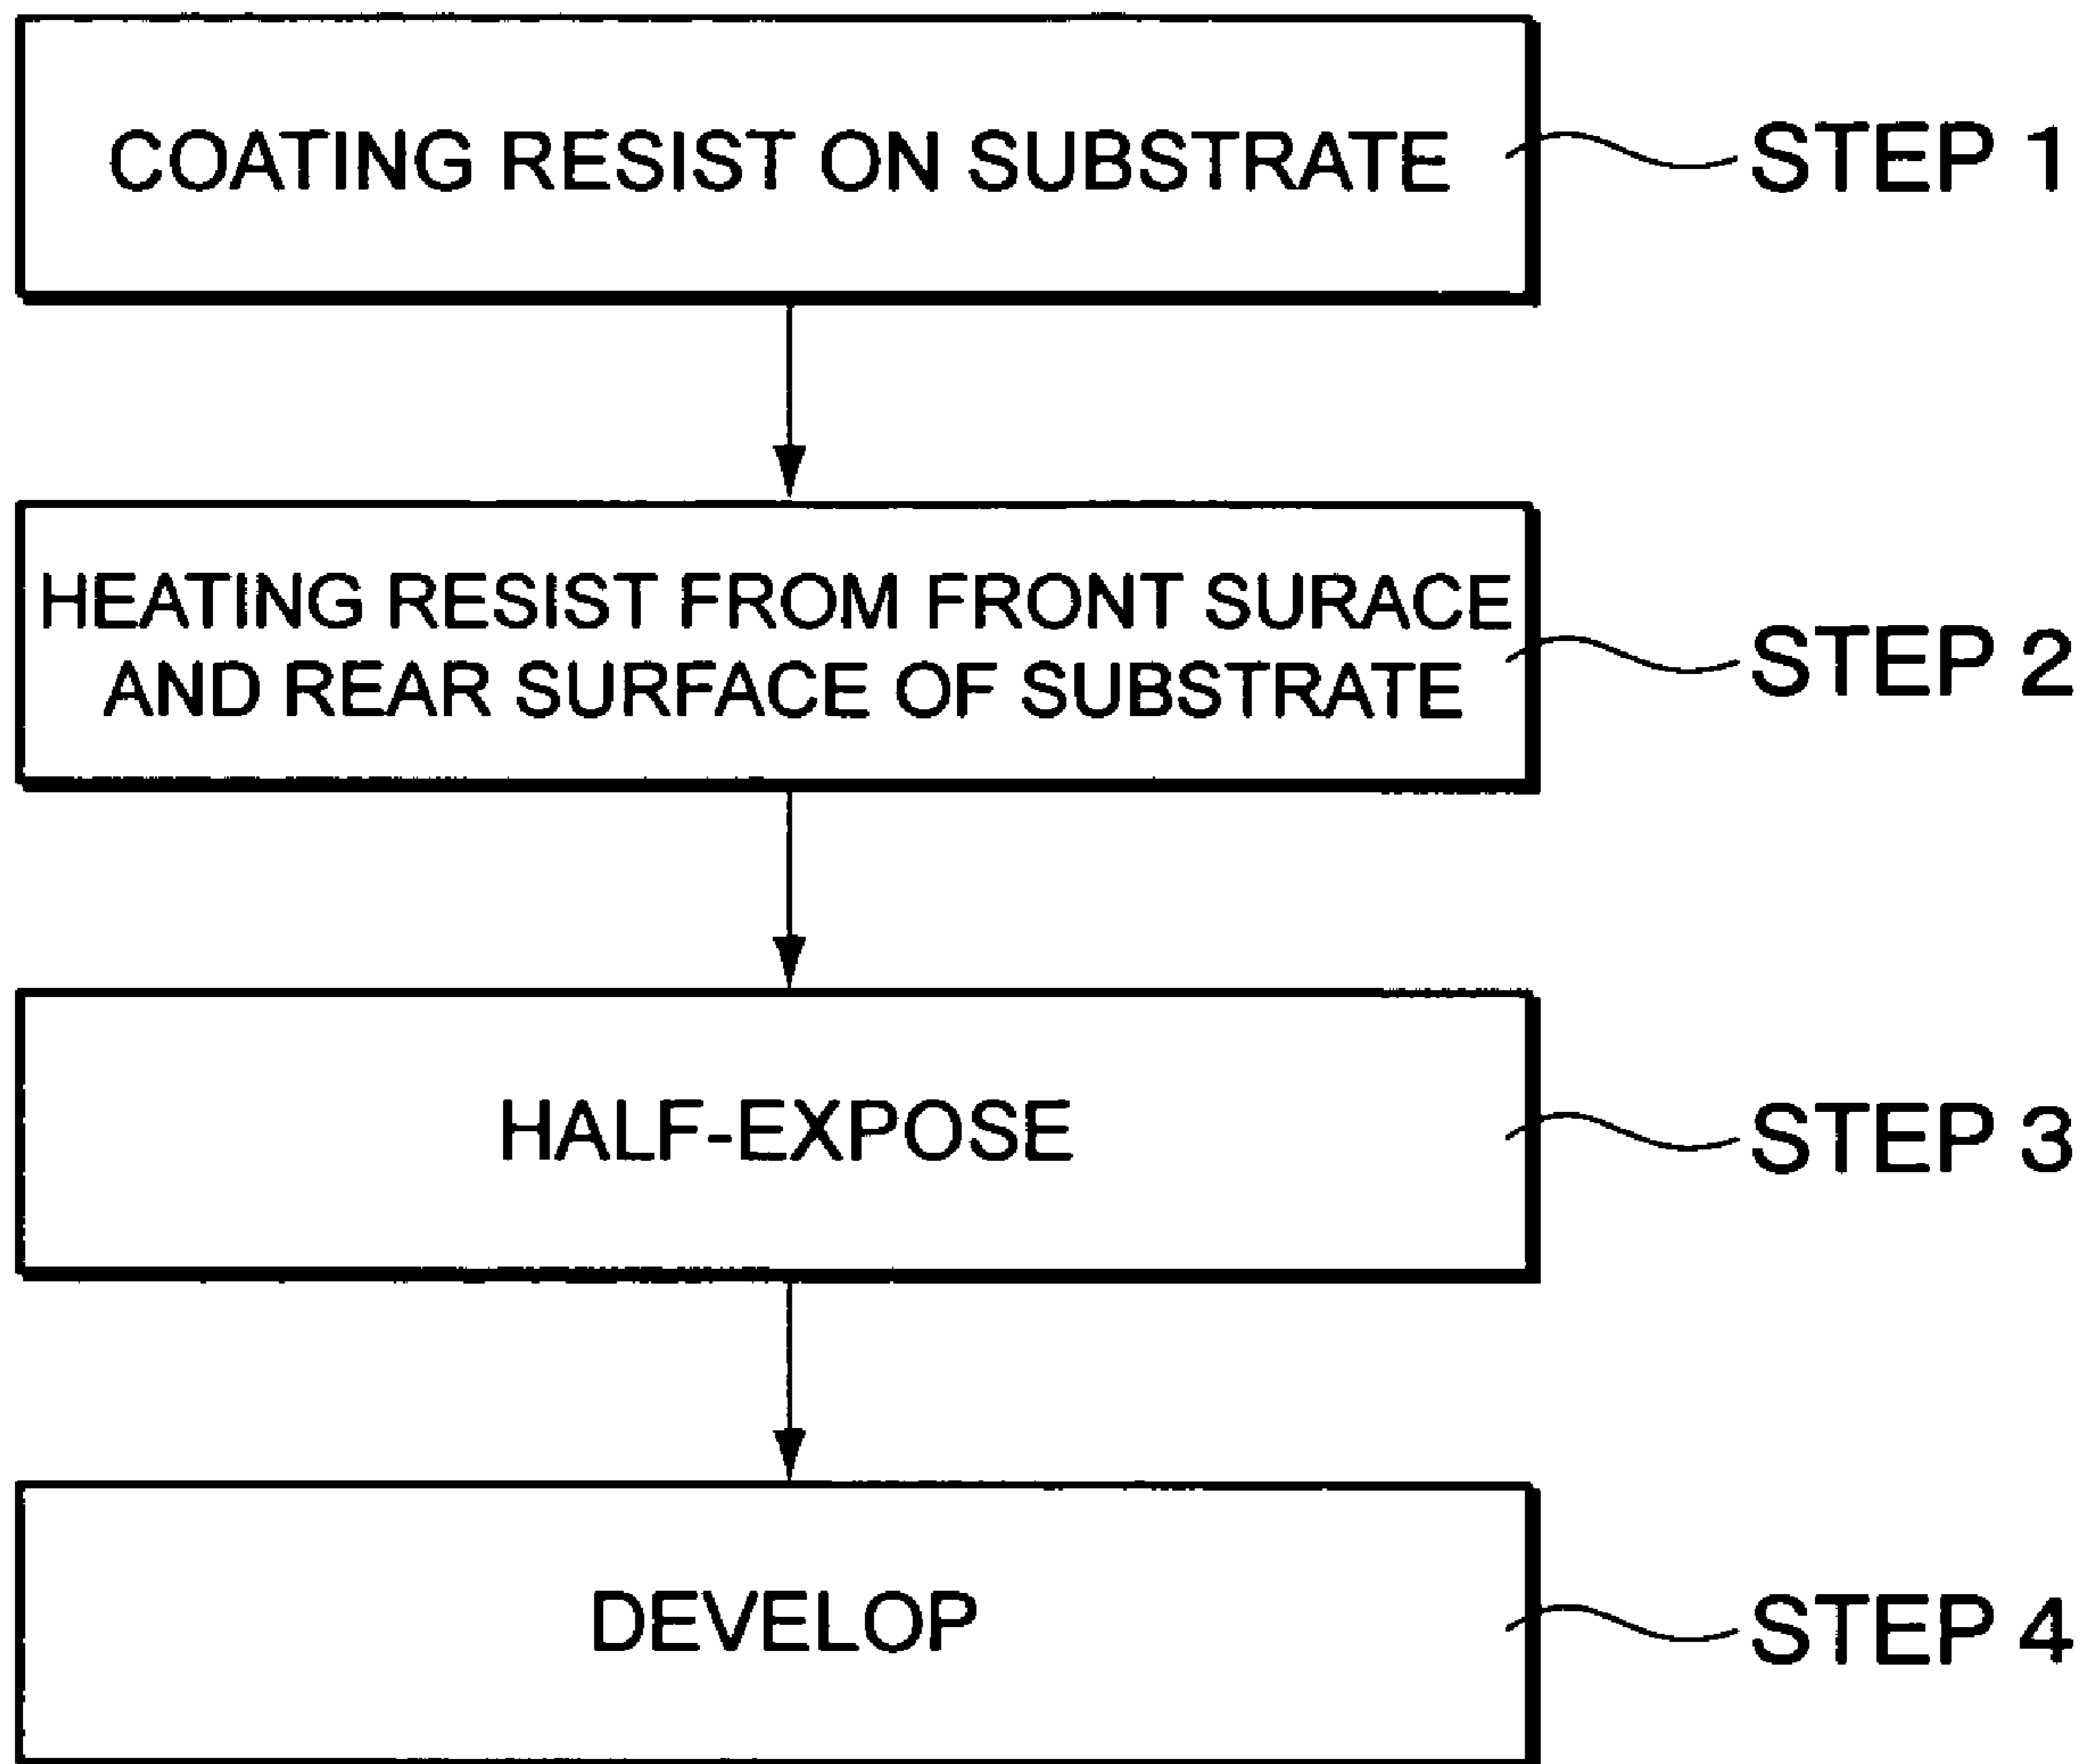 COATING RESIST ON SUBSTRATE
STEP 1
HEATING RESIST FROM FRONT SURACE
AND REAR SURFACE OF SUBSTRATE
STEP 2
HALF-EXPOSE
STEP 3
DEVELOP
STEP 4